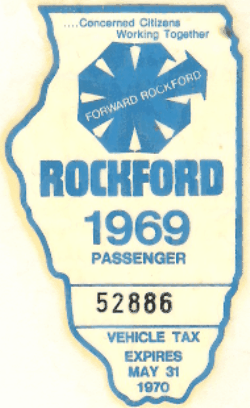 ....Concerned Citizens
Working Together
FORWARD ROCKFORD
ROCKFORD
1969
PASSENGER
52886
VEHICLE TAX
EXPIRES
MAY 31
1970